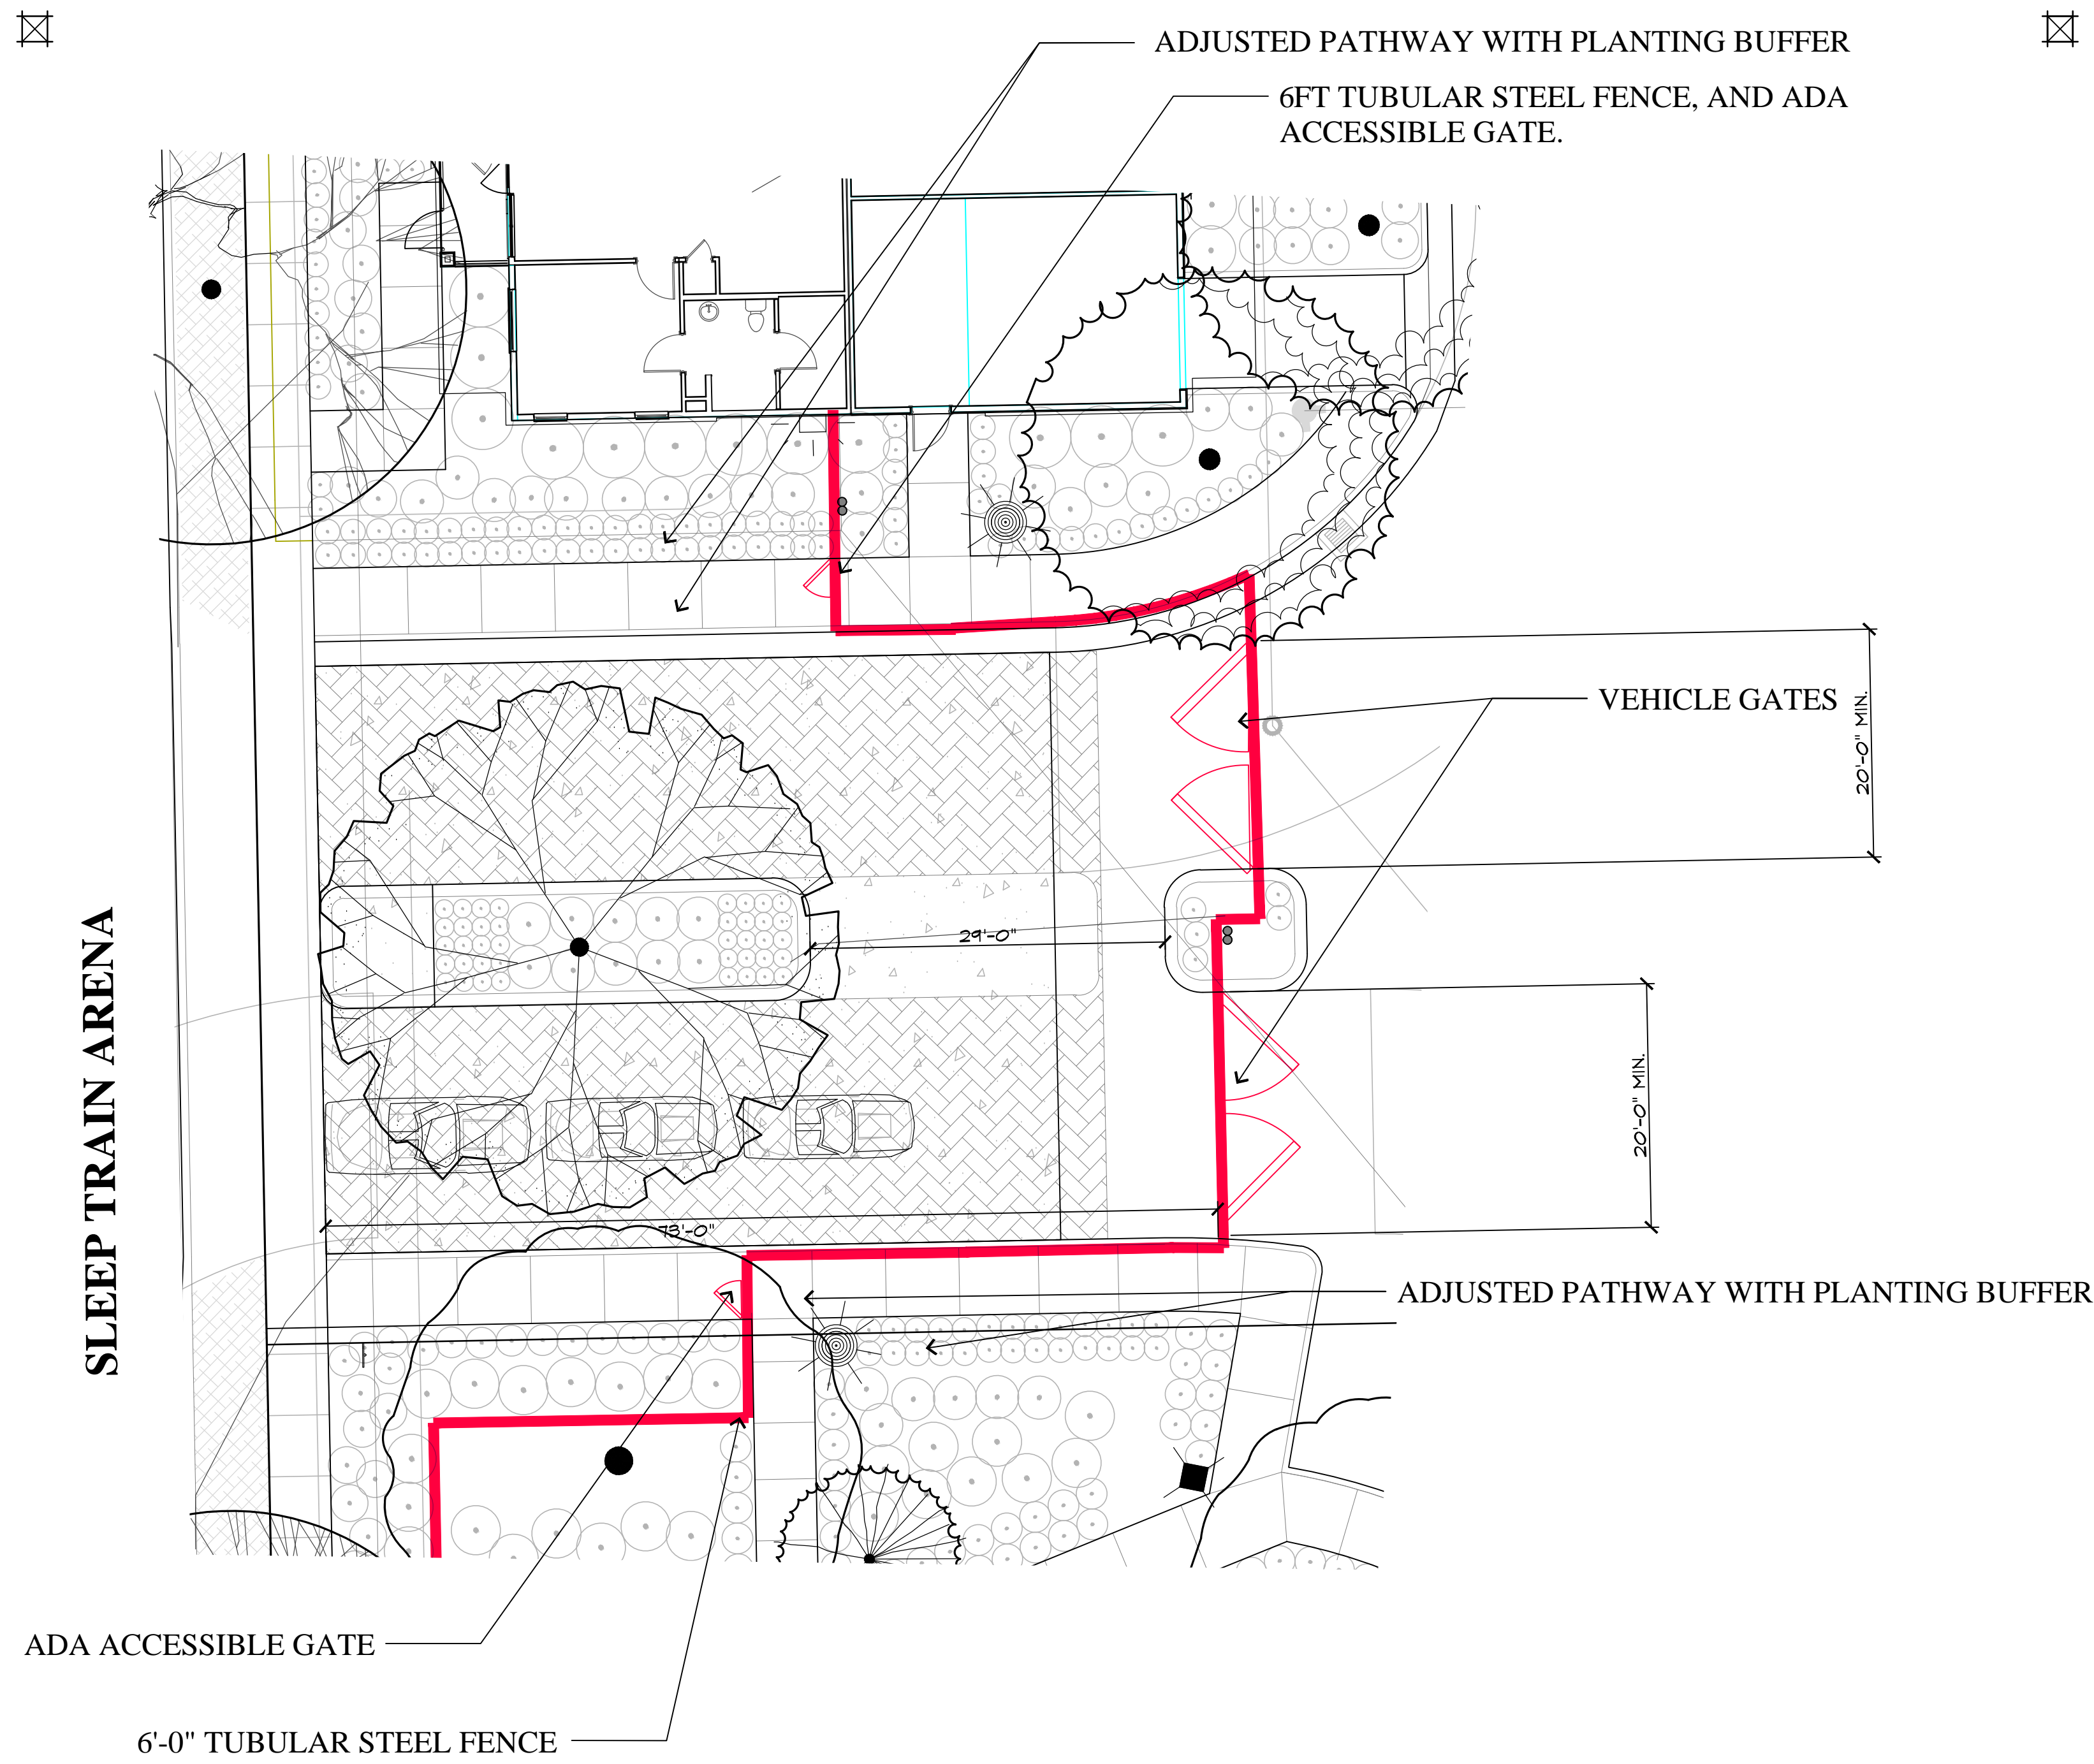 ADJUSTED PATHWAY WITH PLANTING BUFFER
6FT TUBULAR STEEL FENCE, AND ADA
ACCESSIBLE GATE.
VEHICLE GATES
20'-0" MIN.
29'-0"
20'-0" MIN.
SLEEP TRAIN ARENA
73'-0"
ADJUSTED PATHWAY WITH PLANTING BUFFER
ADA ACCESSIBLE GATE
6'-0" TUBULAR STEEL FENCE